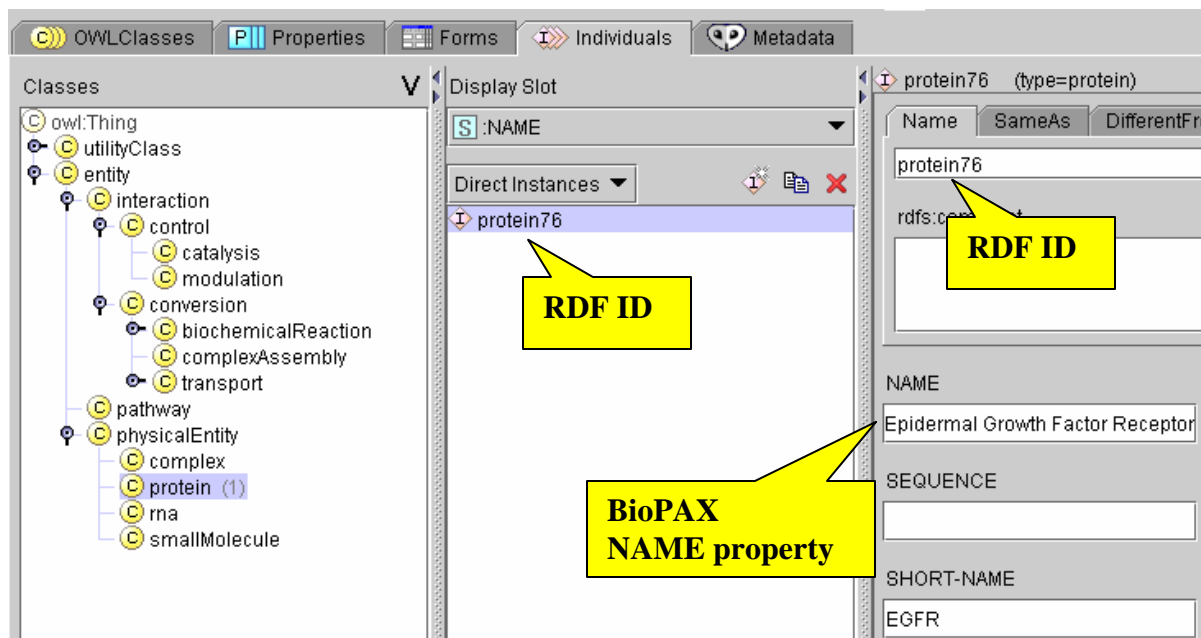 OWLClasses
Properties
Forms
Individuals
Metadata
Classes
V
owl:Thing
utilityClass
entity
interaction
control
catalysis
modulation
conversion
biochemicalReaction
complexAssembly
transport
pathway
physicalEntity
complex
protein (1)
rna
smallMolecule
Display Slot
S :NAME
Direct Instances
protein76
RDF ID
protein76 (type=protein)
Name SameAs
protein76
RDF ID
NAME
Epidermal Growth Factor Receptor
BioPAX
NAME property
SEQUENCE
SHORT-NAME
EGFR